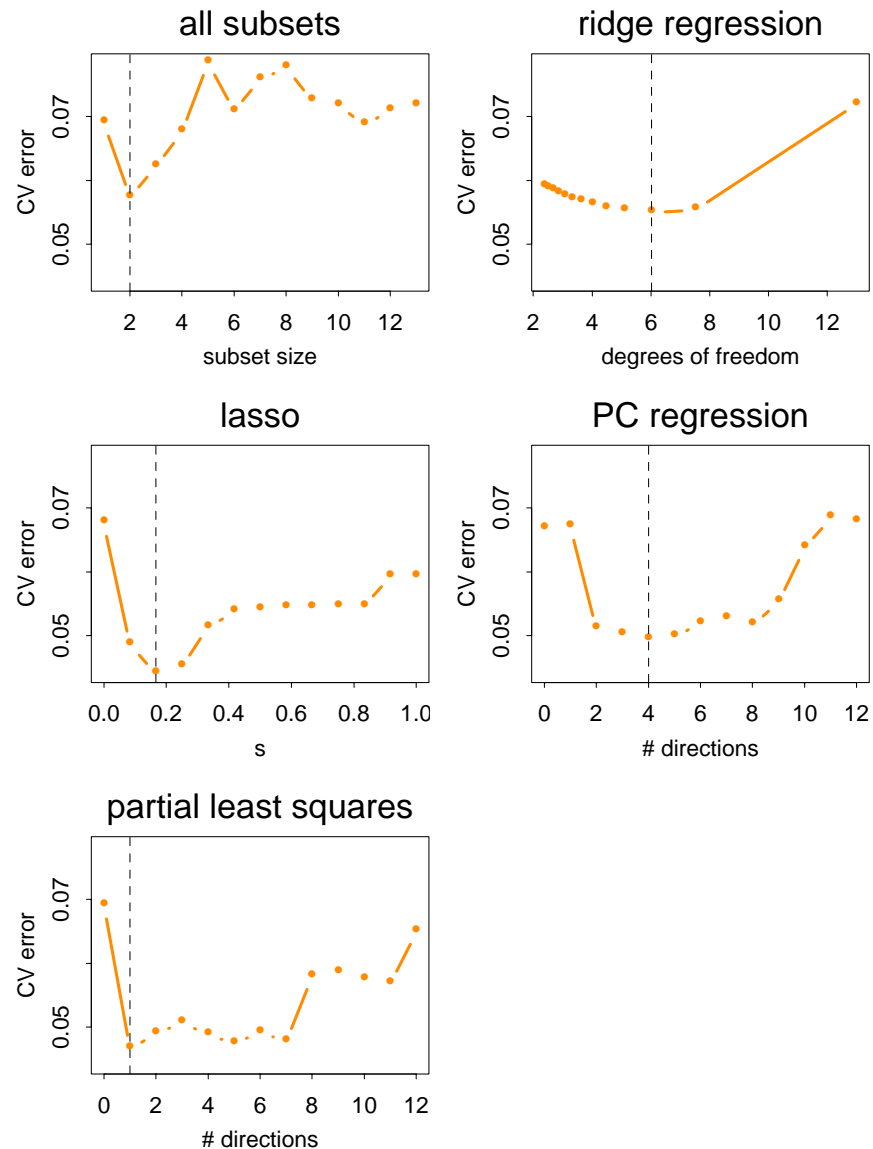 all subsets
CV error
0.05 0.07
2 4 6 8 10 12
subset size
ridge regression
CV error
0.05 0.07
2 4 6 8 10 12
degrees of freedom
lasso
CV error
0.05 0.07
0.0 0.2 0.4 0.6 0.8 1.0
s
PC regression
CV error
0.05 0.07
0 2 4 6 8 10 12
# directions
partial least squares
CV error
0.05 0.07
0 2 4 6 8 10 12
# directions